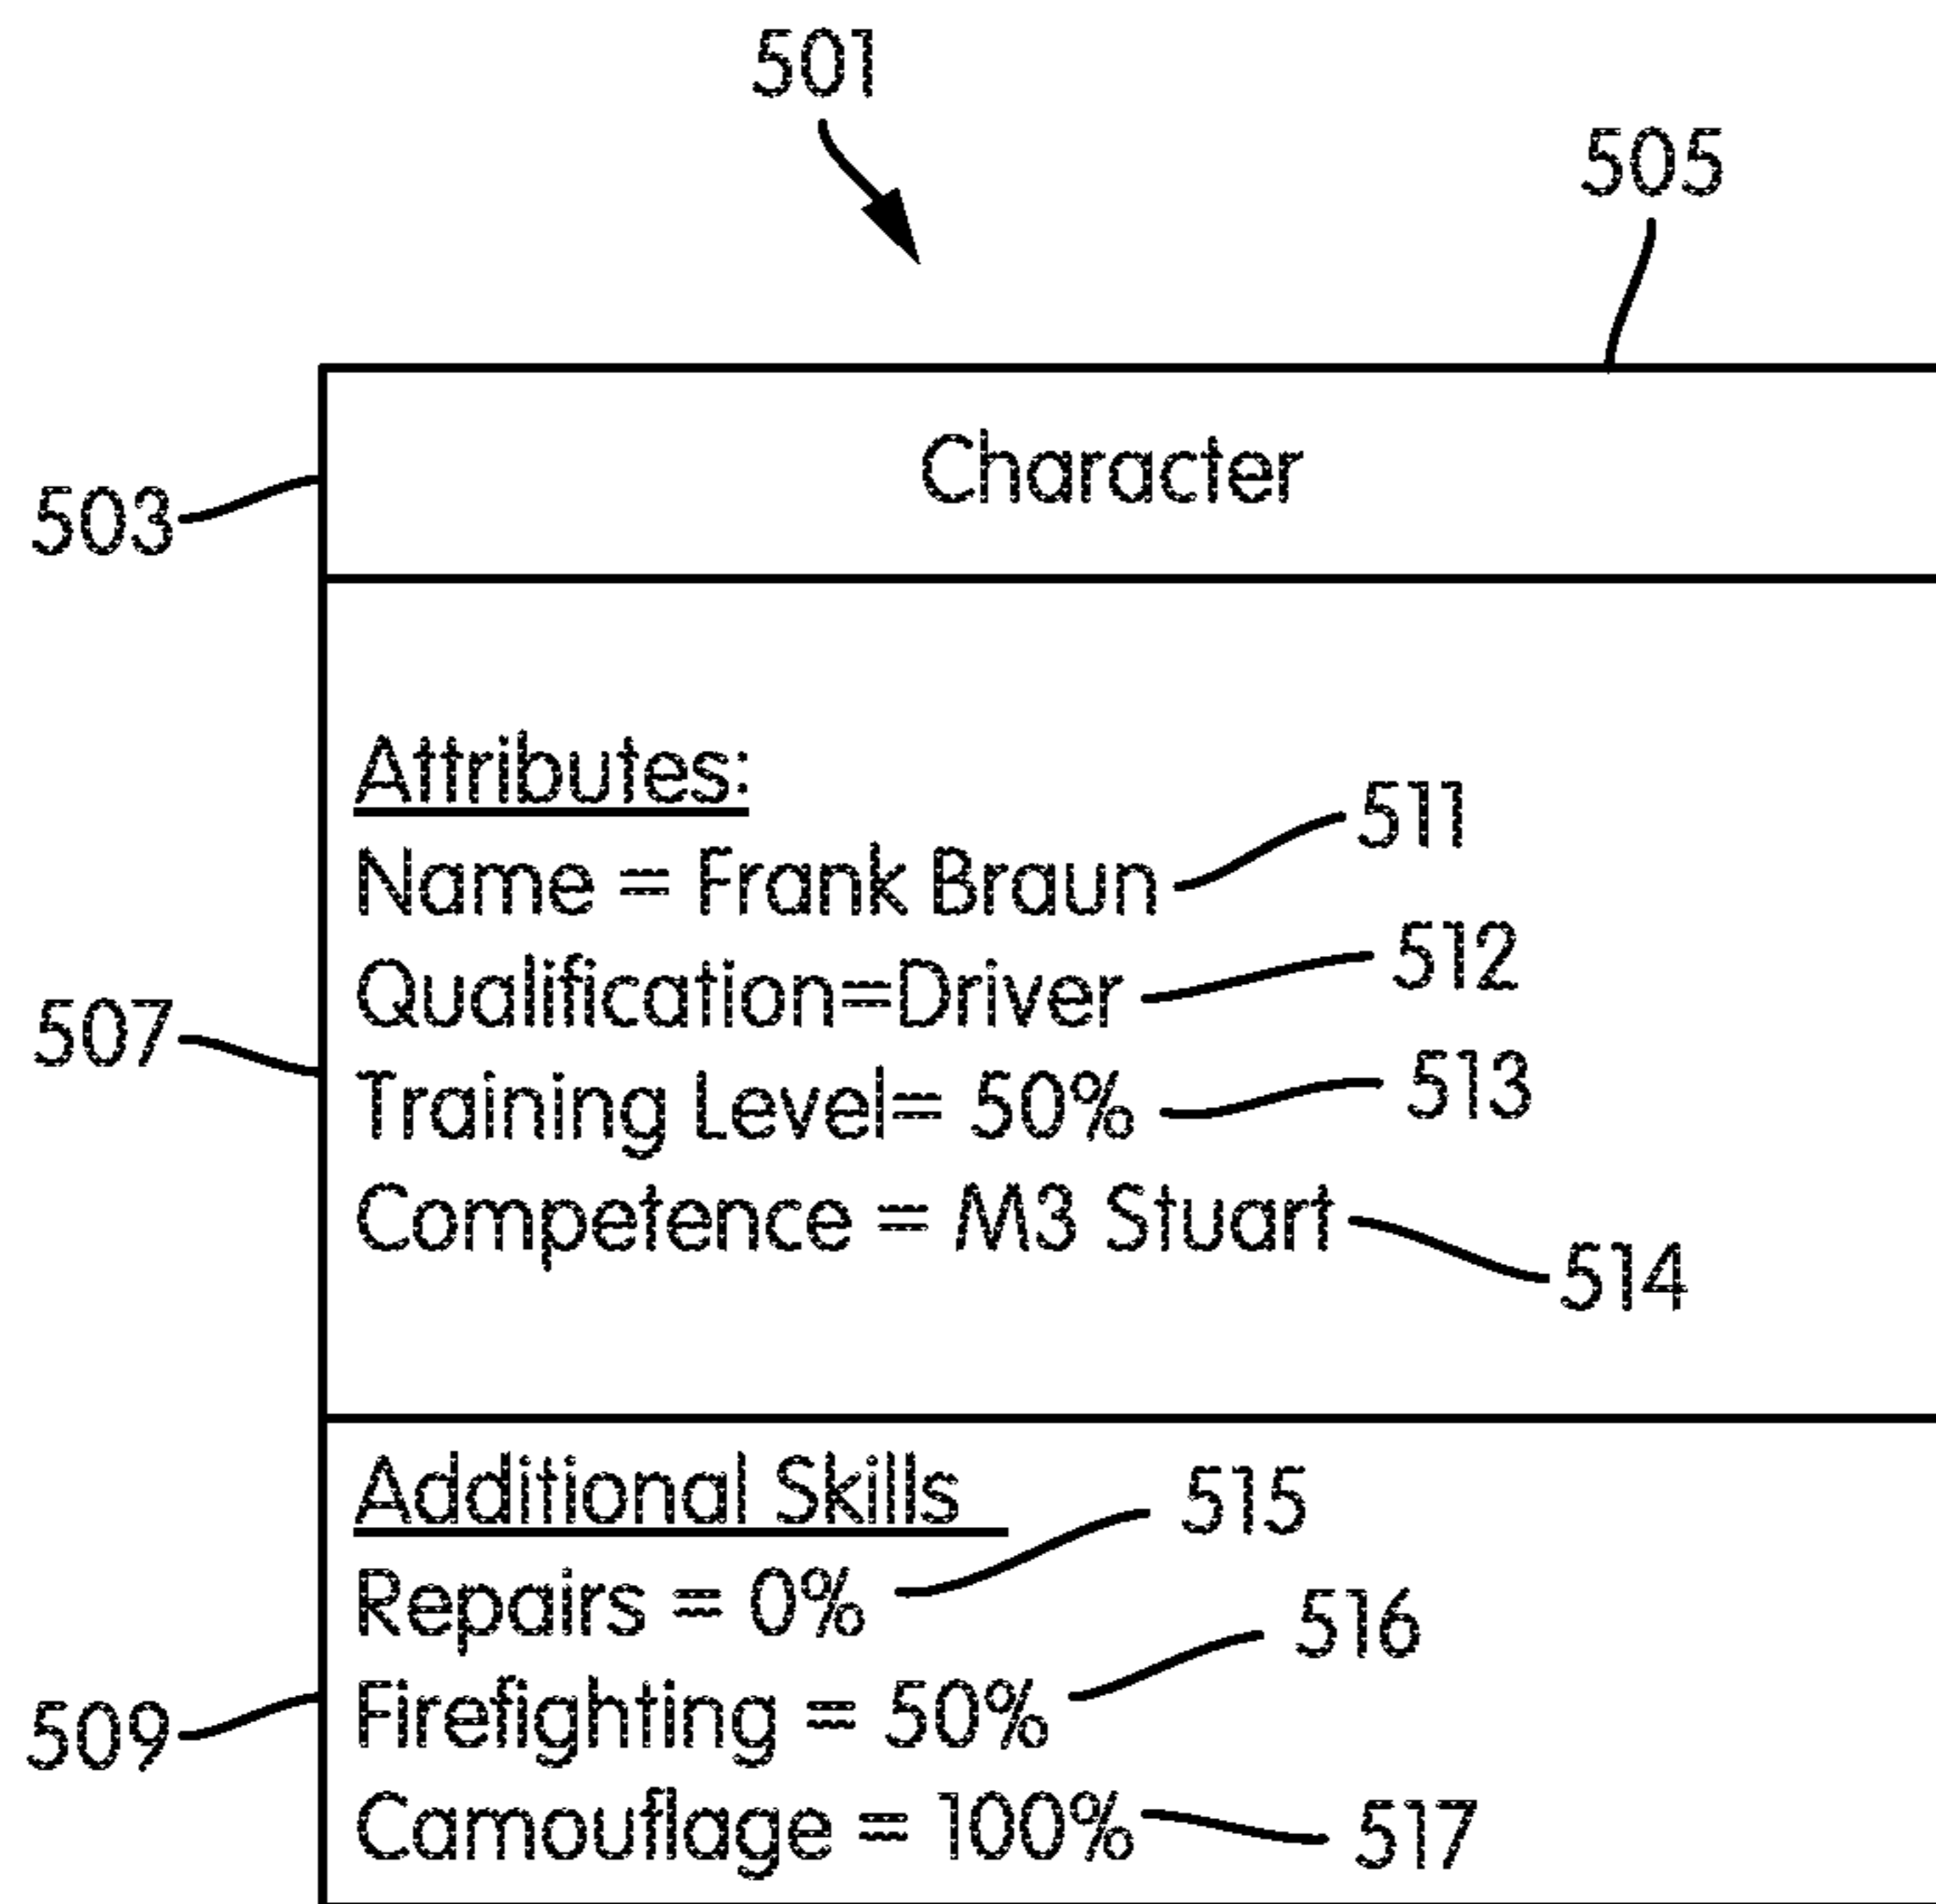 501
505
Character
503
Attributes:
511
Name = Frank Braun
512
Qualification=Driver
507
513
Training Level= 50%
Competence = M3 Stuart
514
Additional Skills
515
Repairs = 0%
516
Firefighting = 50%
509
Camouflage = 100%
517